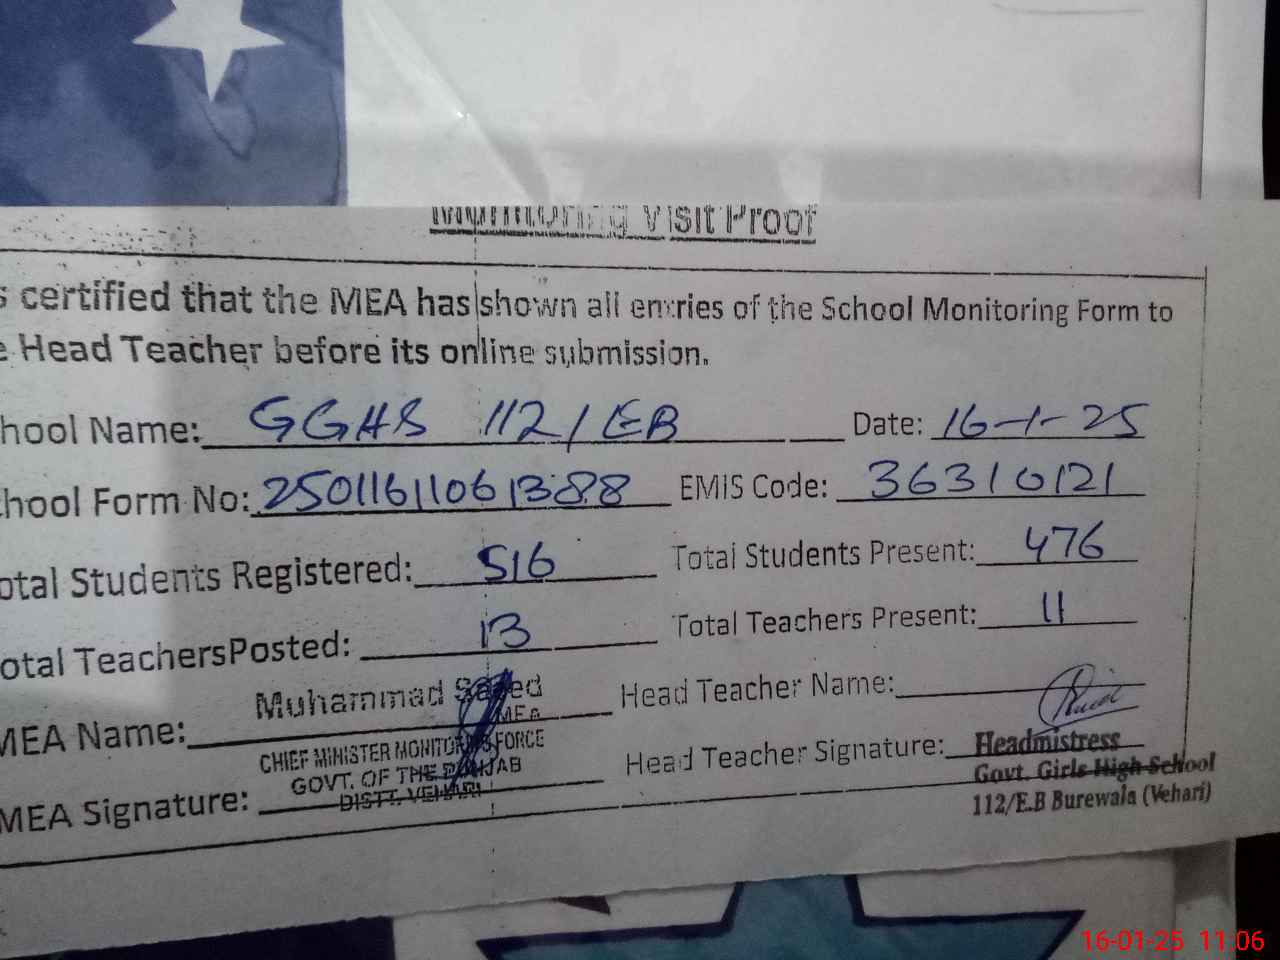 Monitoring Visit Proof
s certified that the MEA has shown all entries of the School Monitoring Form to
e Head Teacher before its online submission.
hool Name: GGHS 112/EB Date: 16-1-25
chool Form No: 25011611061388 EMIS Code: 36310121
otal Students Registered: 516 Total Students Present: 476
otal TeachersPosted: 13 Total Teachers Present: 11
MEA Name: Muhammad Saeed Head Teacher Name:
MEA
CHIEF MINISTER MONITORING FORCE
GOVT. OF THE PUNJAB
DISTT. VEHARI
MEA Signature: Head Teacher Signature:
Headmistress
Govt. Girls High School
112/E.B Burewala (Vehari)
16-01-25 11:06